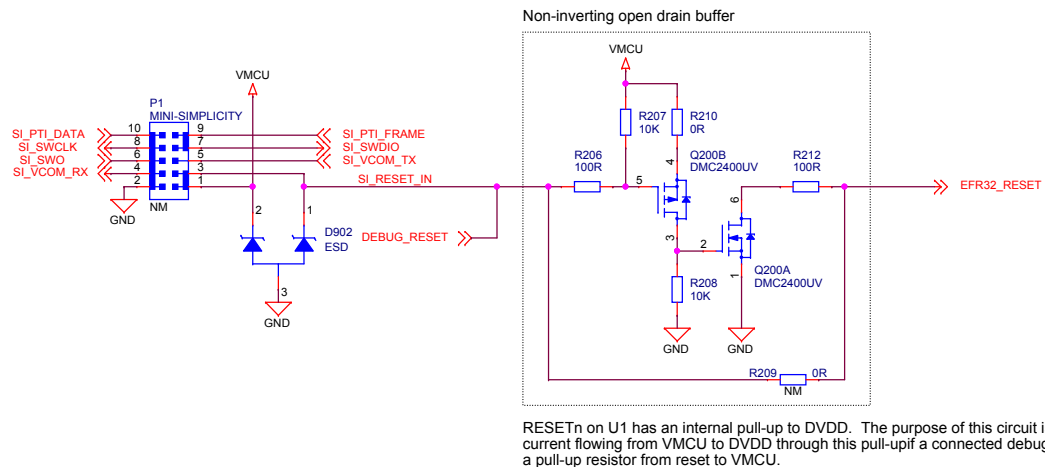 Non-inverting open drain buffer
VMCU
VMCU
P1
MINI-SIMPLICITY
SI_PTI_DATA 10 9 SI_PTI_FRAME
SI_SWCLK 8 7 SI_SWDIO
SI_SWO 6 5 SI_VCOM_TX
SI_VCOM_RX 4 3
2 1
SI_RESET_IN
NM
GND
R207
10K
R210
0R
R206
100R
4
Q200B
DMC2400UV
5
R212
100R
EFR32_RESET
3
2
6
1
Q200A
DMC2400UV
2
1
D902
ESD
DEBUG_RESET
3
GND
R208
10K
GND
GND
R209
0R
NM
RESETn on U1 has an internal pull-up to DVDD. The purpose of this circuit i
current flowing from VMCU to DVDD through this pull-upif a connected debug
a pull-up resistor from reset to VMCU.